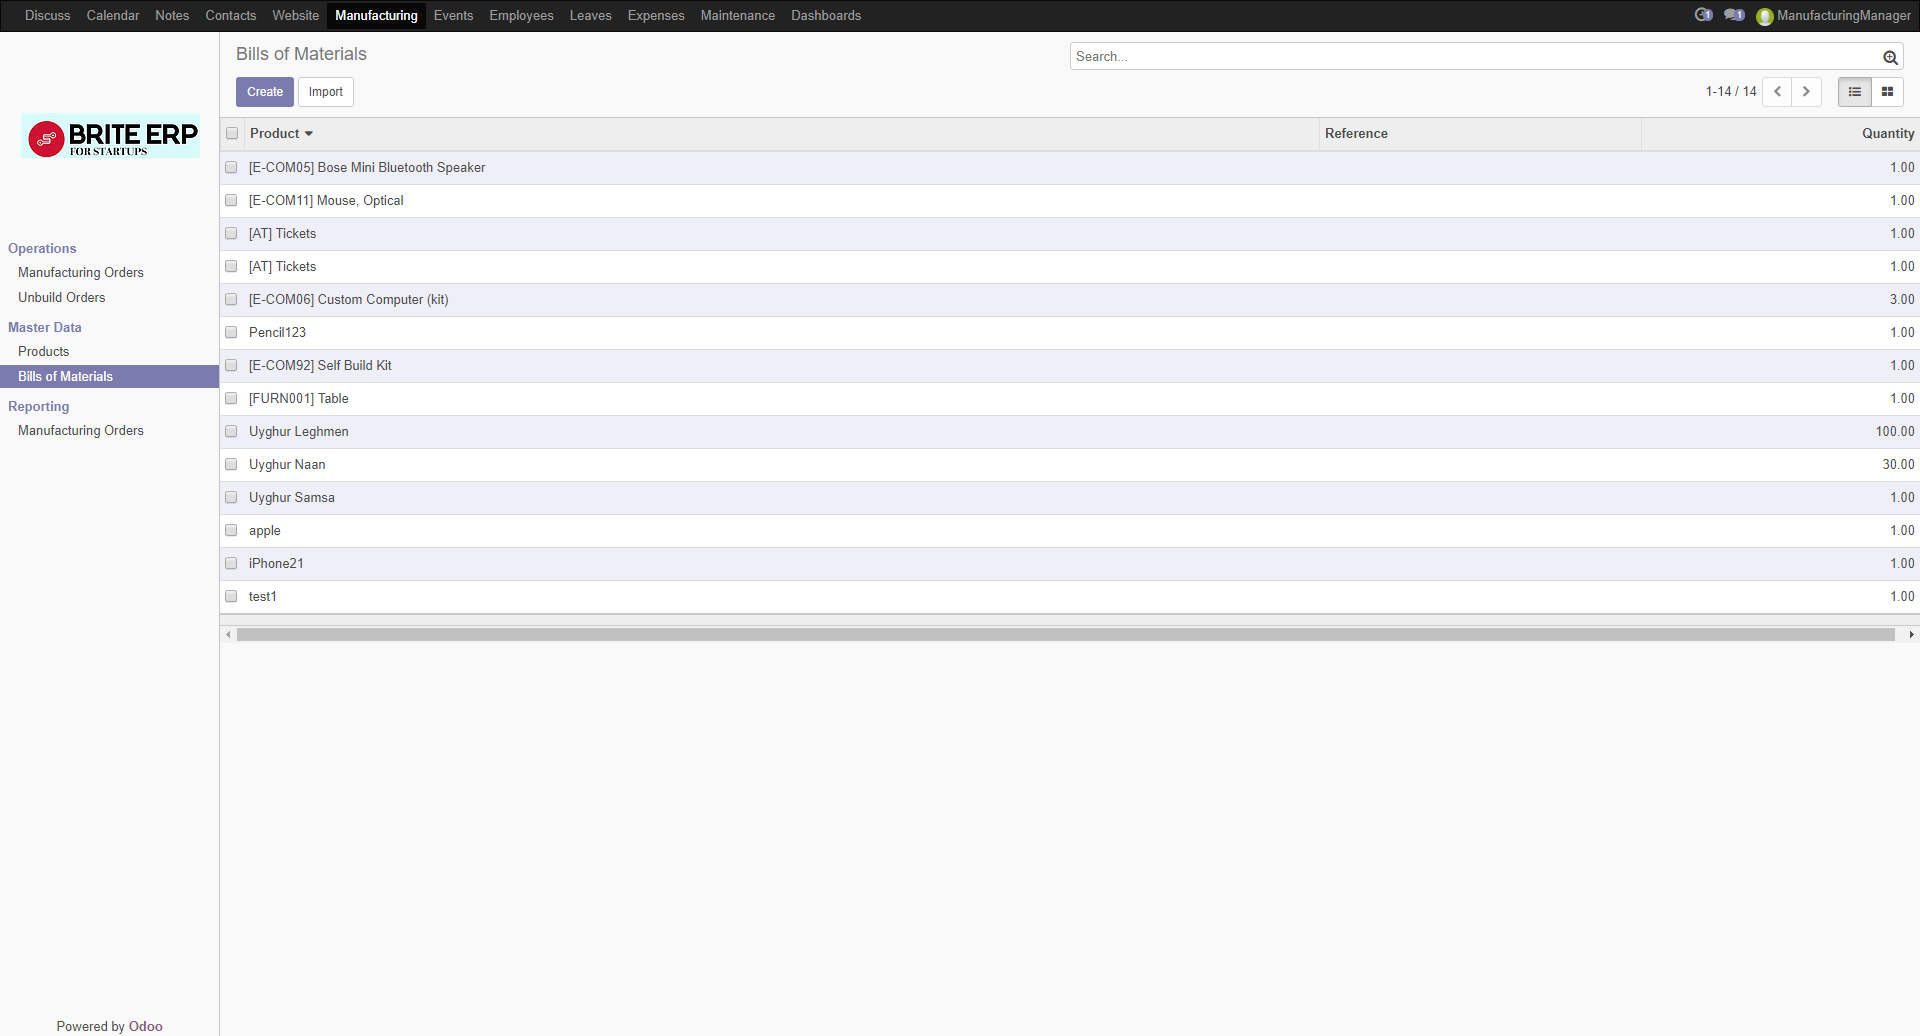 Discuss Calendar Notes Contacts Website Manufacturing Events Employees Leaves Expenses Maintenance Dashboards 1 1 ManufacturingManager
BRITE ERP
FOR STARTUPS
Operations
Manufacturing Orders
Unbuild Orders
Master Data
Products
Bills of Materials
Reporting
Manufacturing Orders
Powered by Odoo
Bills of Materials
Search...
Create Import
1-14 / 14
Product Reference Quantity
[E-COM05] Bose Mini Bluetooth Speaker 1.00
[E-COM11] Mouse, Optical 1.00
[AT] Tickets 1.00
[AT] Tickets 1.00
[E-COM06] Custom Computer (kit) 3.00
Pencil123 1.00
[E-COM92] Self Build Kit 1.00
[FURN001] Table 1.00
Uyghur Leghmen 100.00
Uyghur Naan 30.00
Uyghur Samsa 1.00
apple 1.00
iPhone21 1.00
test1 1.00